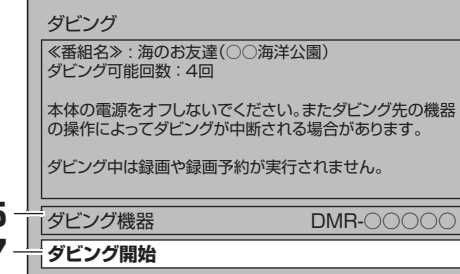 ダビング
≪番組名≫：海のお友達(○○海洋公園)
ダビング可能回数：4回
本体の電源をオフしないでください。またダビング先の機器
の操作によってダビングが中断される場合があります。
ダビング中は録画や録画予約が実行されません。
5 ダビング機器 DMR-○○○○○
7 ダビング開始